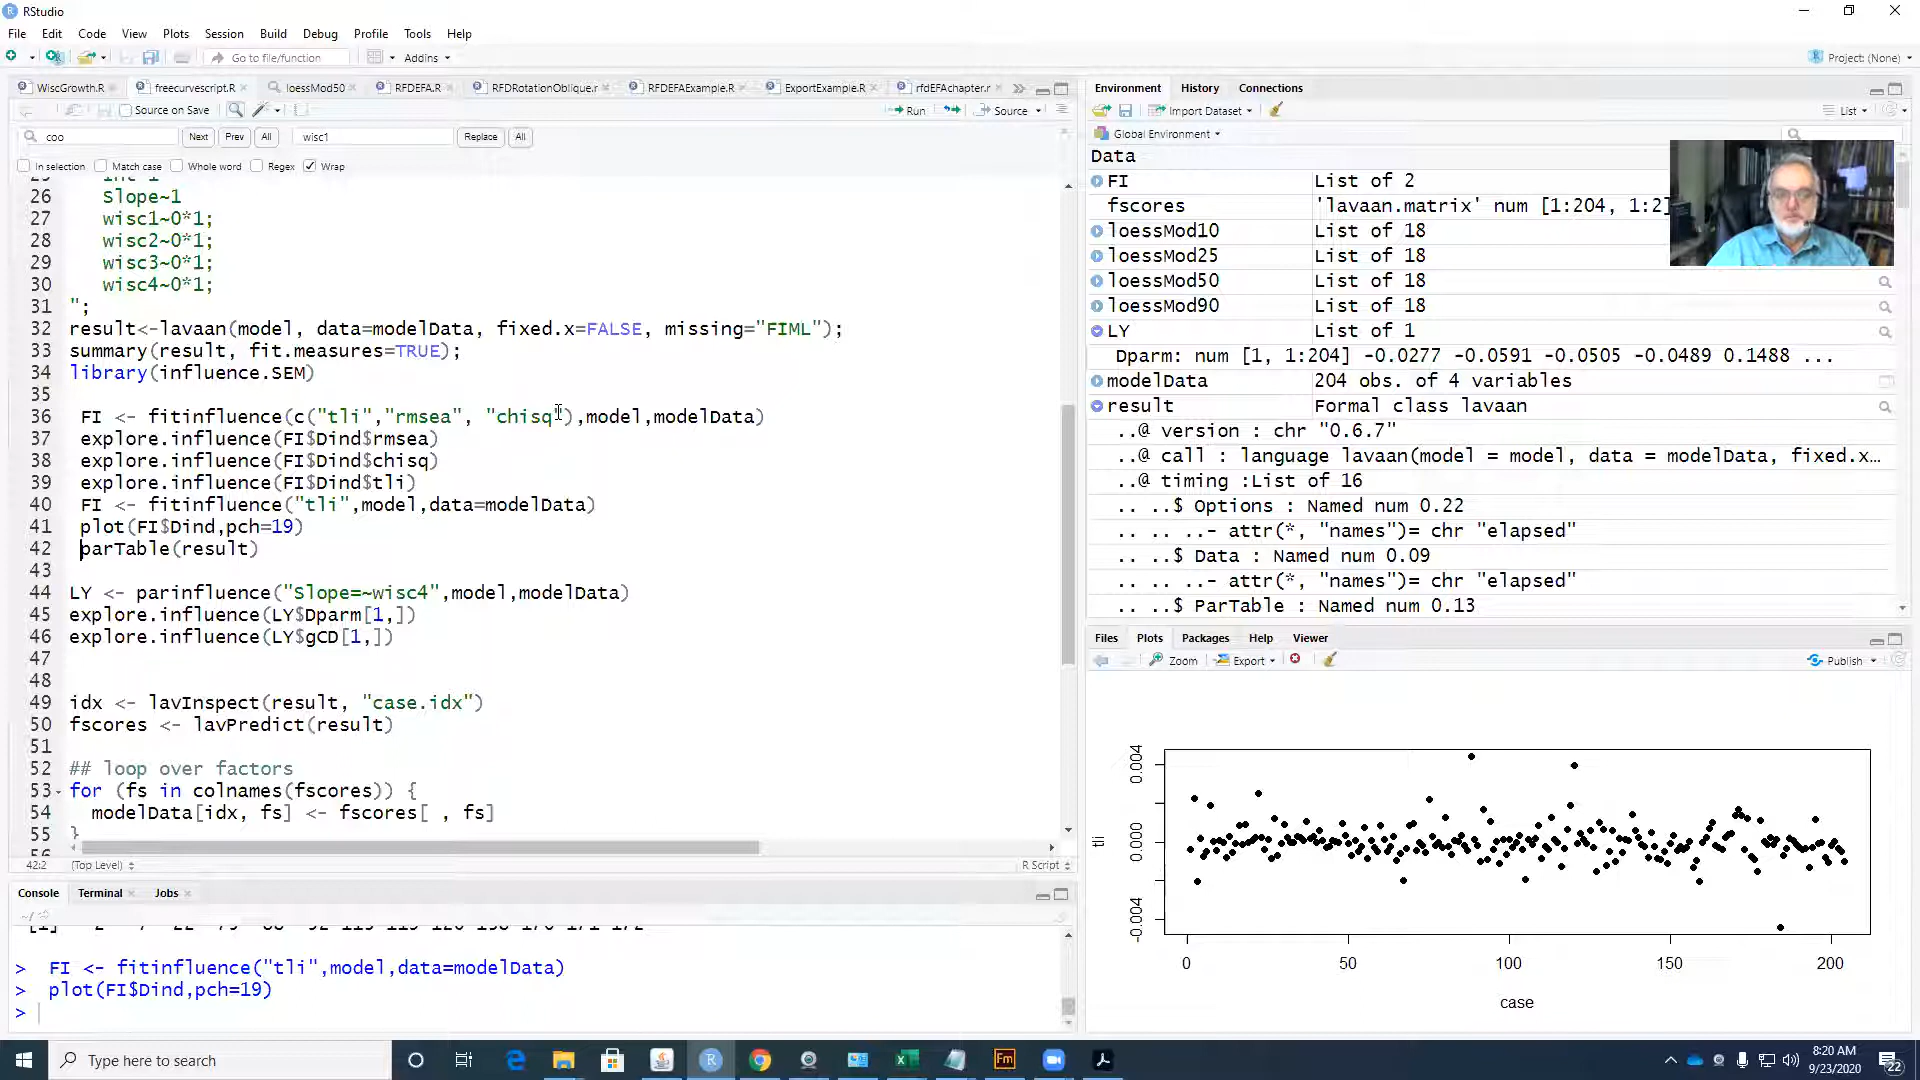 RStudio
File Edit Code View Plots Session Build Debug Profile Tools Help
Go to file/function Addins Project: (None)
WiscGrowth.R freecurvescript.R loessMod50 RFDEFA.R RFDRotationOblique.r RFDEFAExample.R ExportExample.R rfdEFAchapter.r
Source on Save Run Source
coo Next Prev All wisc1 Replace All
In selection Match case Whole word Regex Wrap
26 Slope~1
27 wisc1~0*1;
28 wisc2~0*1;
29 wisc3~0*1;
30 wisc4~0*1;
31 ";
32 result<-lavaan(model, data=modelData, fixed.x=FALSE, missing="FIML");
33 summary(result, fit.measures=TRUE);
34 library(influence.SEM)
35
36 FI <- fitinfluence(c("tli","rmsea", "chisq"),model,modelData)
37 explore.influence(FI$Dind$rmsea)
38 explore.influence(FI$Dind$chisq)
39 explore.influence(FI$Dind$tli)
40 FI <- fitinfluence("tli",model,data=modelData)
41 plot(FI$Dind,pch=19)
42 parTable(result)
43
44 LY <- parinfluence("Slope=~wisc4",model,modelData)
45 explore.influence(LY$Dparm[1,])
46 explore.influence(LY$gCD[1,])
47
48
49 idx <- lavInspect(result, "case.idx")
50 fscores <- lavPredict(result)
51
52 ## loop over factors
53 for (fs in colnames(fscores)) {
54 modelData[idx, fs] <- fscores[ , fs]
55 }
42:2 (Top Level) R Script
Console Terminal Jobs
~/
> FI <- fitinfluence("tli",model,data=modelData)
> plot(FI$Dind,pch=19)
>
Environment History Connections
Import Dataset List
Global Environment
Data
FI List of 2
fscores 'lavaan.matrix' num [1:204, 1:2]
loessMod10 List of 18
loessMod25 List of 18
loessMod50 List of 18
loessMod90 List of 18
LY List of 1
Dparm: num [1, 1:204] -0.0277 -0.0591 -0.0505 -0.0489 0.1488 ...
modelData 204 obs. of 4 variables
result Formal class lavaan
..@ version : chr "0.6.7"
..@ call : language lavaan(model = model, data = modelData, fixed.x…
..@ timing :List of 16
.. ..$ Options : Named num 0.22
.. .. ..- attr(*, "names")= chr "elapsed"
.. ..$ Data : Named num 0.09
.. .. ..- attr(*, "names")= chr "elapsed"
.. ..$ ParTable : Named num 0.13
Files Plots Packages Help Viewer
Zoom Export Publish
tli
0.004
0.000
-0.004
0 50 100 150 200
case
Type here to search
Fm
8:20 AM
9/23/2020
22